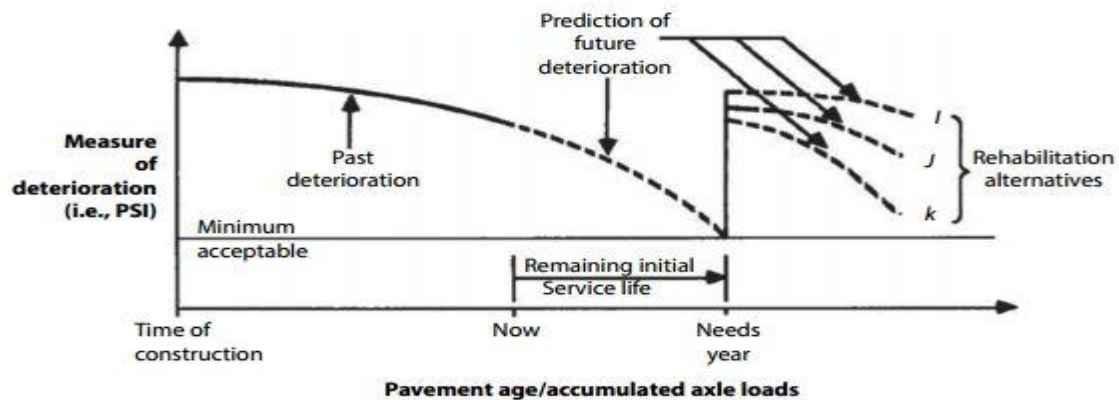 Prediction of
future
deterioration
Measure
of
deterioration
(i.e., PSI)
Past
deterioration
I
J
k
Rehabilitation
alternatives
Minimum
acceptable
Remaining initial
Service life
Time of
construction
Now
Needs
year
Pavement age/accumulated axle loads